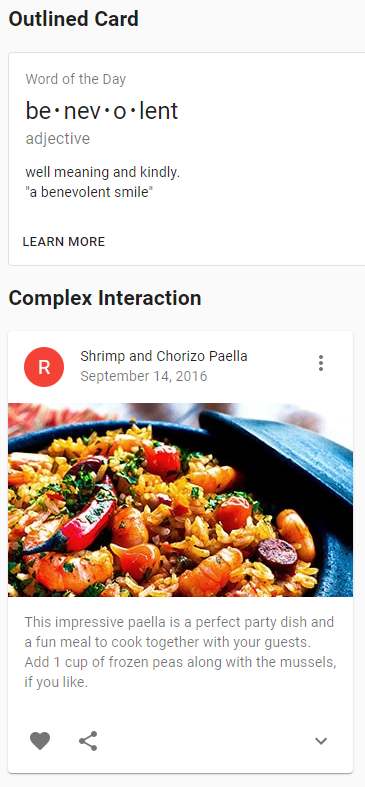 Outlined Card
Word of the Day
be•nev•o•lent
adjective
well meaning and kindly.
"a benevolent smile"
LEARN MORE
Complex Interaction
R
Shrimp and Chorizo Paella
September 14, 2016
This impressive paella is a perfect party dish and
a fun meal to cook together with your guests.
Add 1 cup of frozen peas along with the mussels,
if you like.